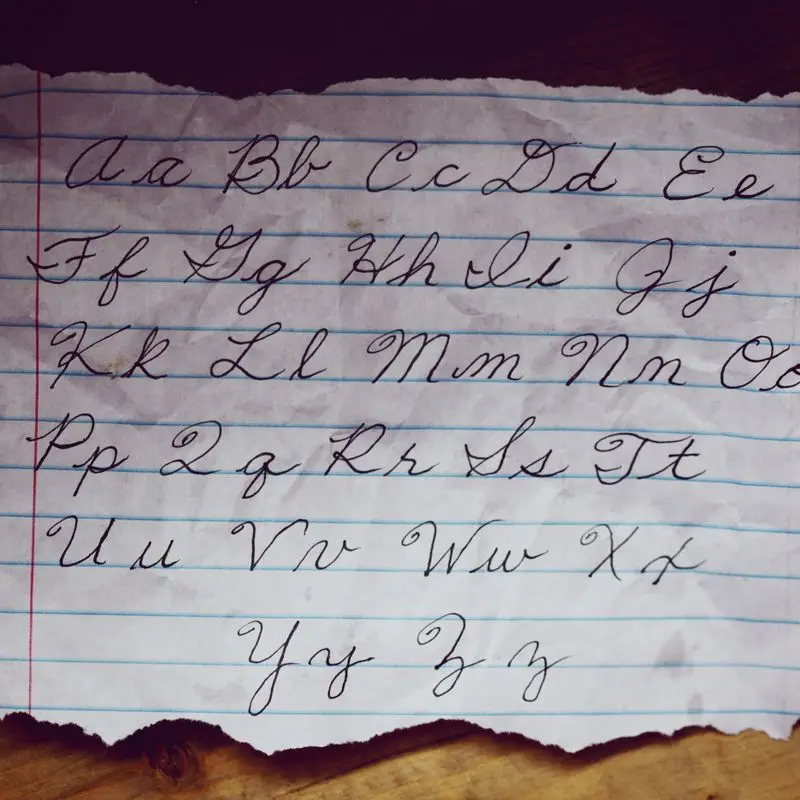 Aa Bb Cc Dd Ee
Ff Gg Hh Ii Jj
Kk Ll Mm Nn Oo
Pp Qq Rr Ss Tt
Uu Vv Ww Xx
Yy Zz